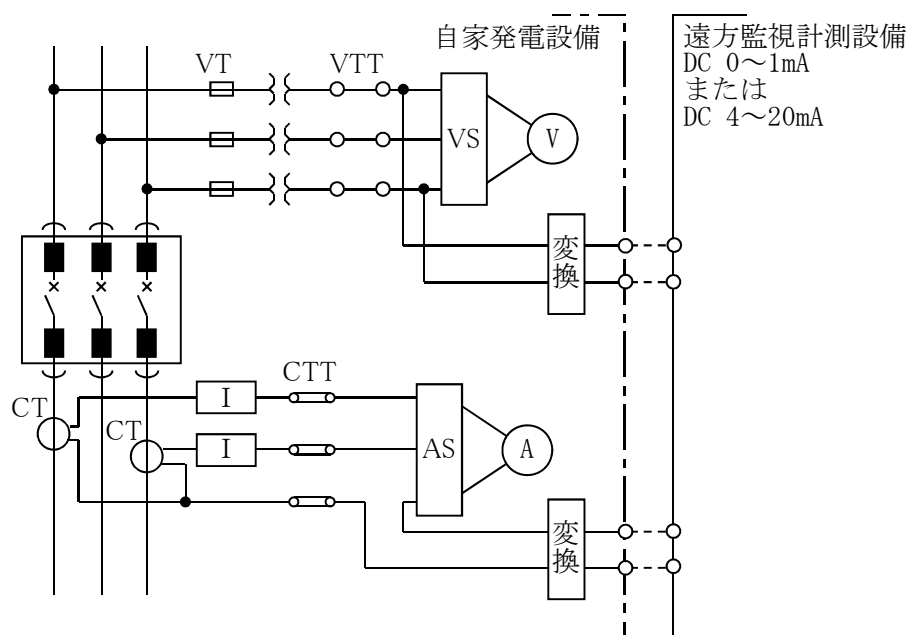 自家発電設備
遠方監視計測設備
DC 0～1mA
または
DC 4～20mA
VT
VTT
VS
V
変換
CTT
CT
I
CT
I
AS
A
変換